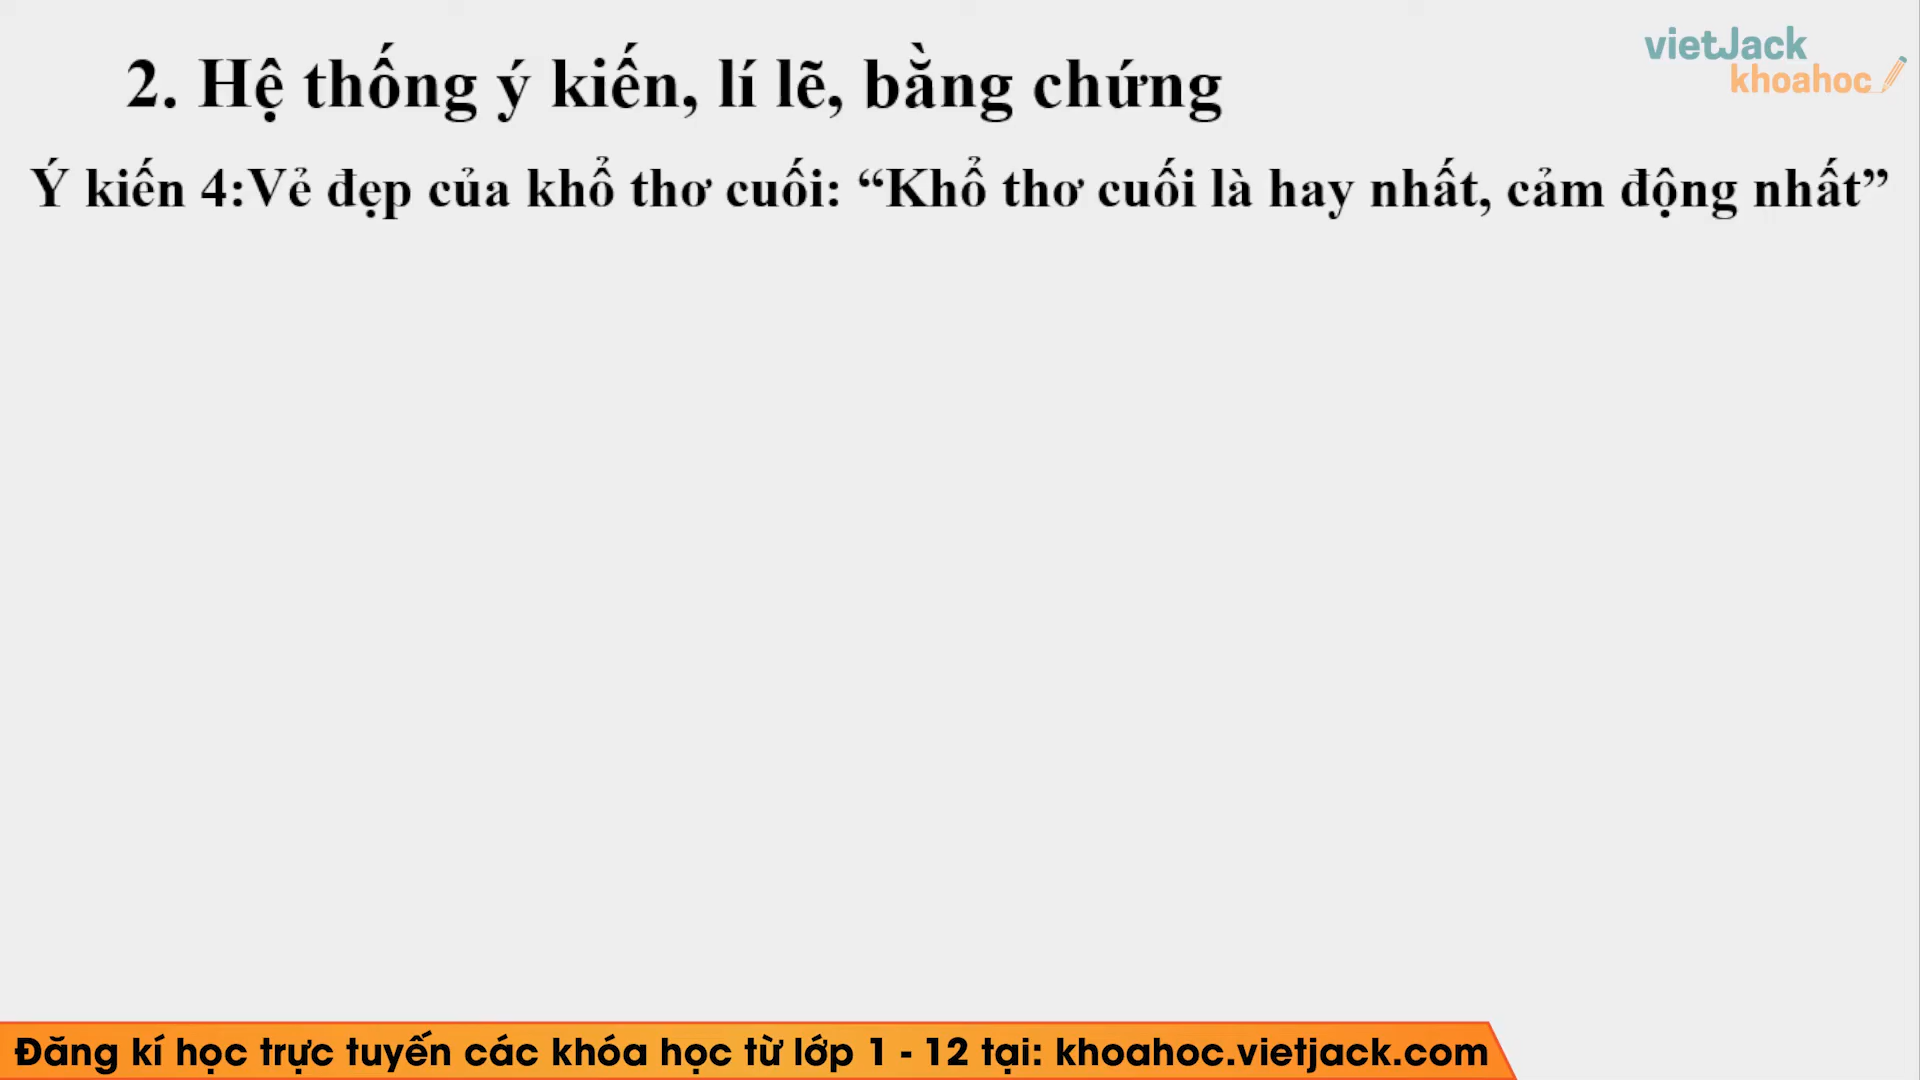 vietJack
khoahoc
2. Hệ thống ý kiến, lí lẽ, bằng chứng
Ý kiến 4:Vẻ đẹp của khổ thơ cuối: “Khổ thơ cuối là hay nhất, cảm động nhất”
Đăng kí học trực tuyến các khóa học từ lớp 1 - 12 tại: khoahoc.vietjack.com